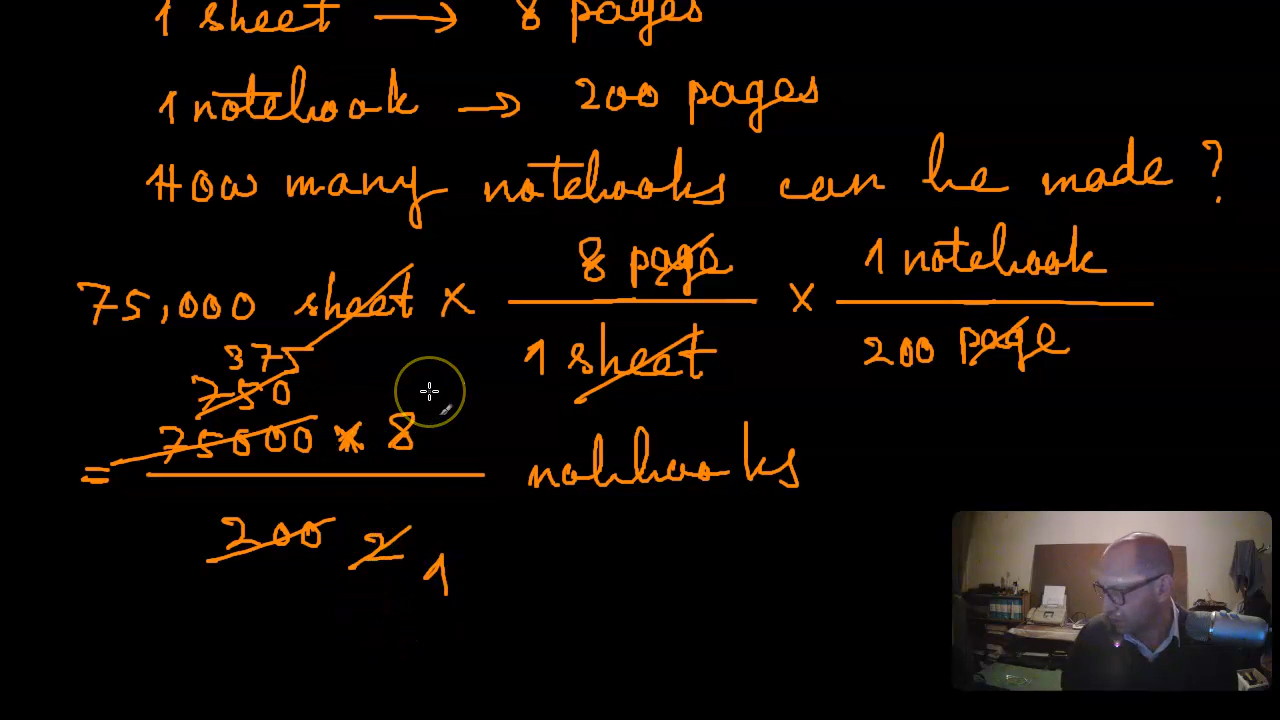 1 sheet → 8 pages
1 notebook → 200 pages
How many notebooks can be made ?
75,000 sheet x 8 page / 1 sheet x 1 notebook / 200 page
375
750
= 75000 x 8 / 200 2 1 nobbooks